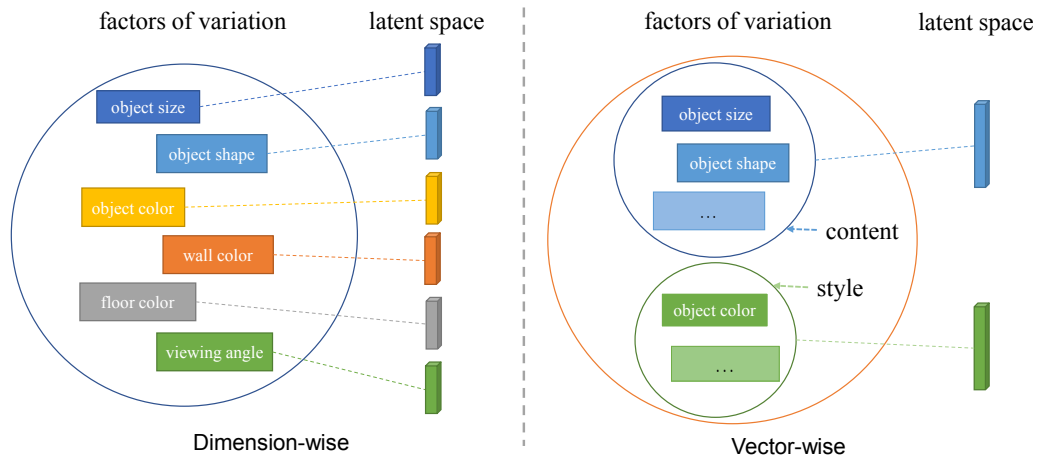 factors of variation
latent space
object size
object shape
object color
wall color
floor color
viewing angle
Dimension-wise
factors of variation
latent space
object size
object shape
...
content
style
object color
...
Vector-wise